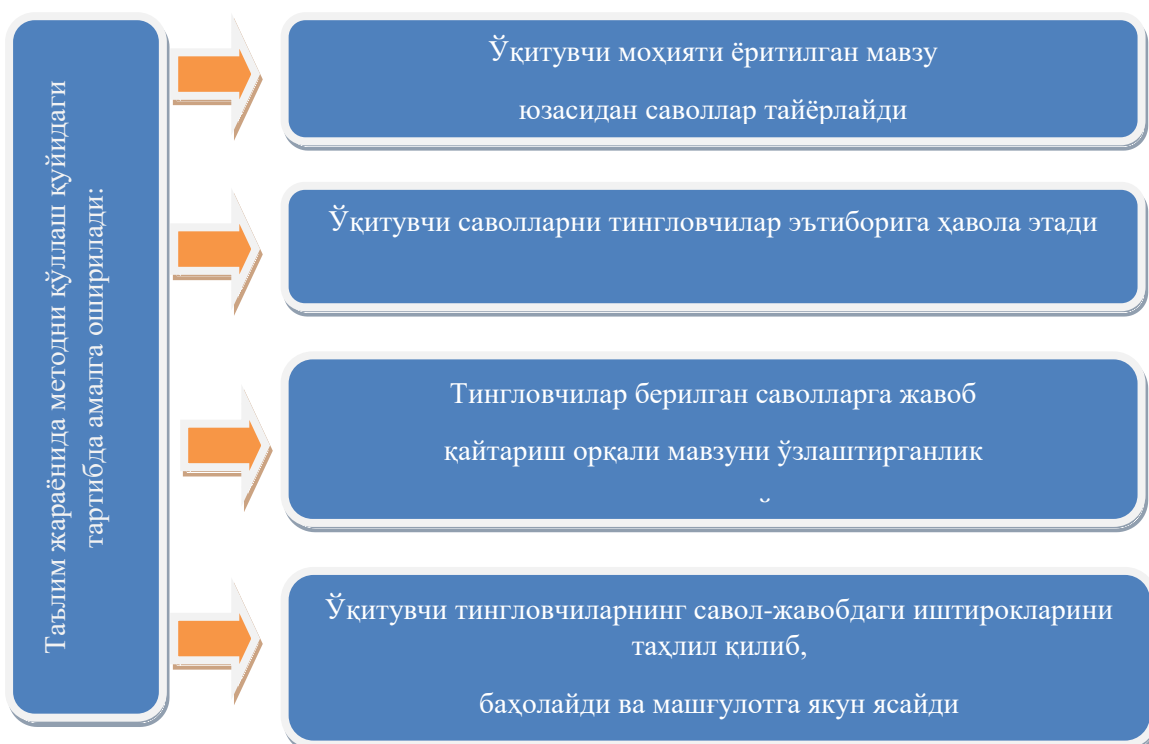 Таълим жараёнида методни қўллаш қуйидаги
тартибда амалга оширилади:
Ўқитувчи моҳияти ёритилган мавзу
юзасидан саволлар тайёрлайди
Ўқитувчи саволларни тингловчилар эътиборига ҳавола этади
Тингловчилар берилган саволларга жавоб
қайтариш орқали мавзуни ўзлаштирганлик
Ўқитувчи тингловчиларнинг савол-жавобдаги иштирокларини
таҳлил қилиб,
баҳолайди ва машғулотга якун ясайди